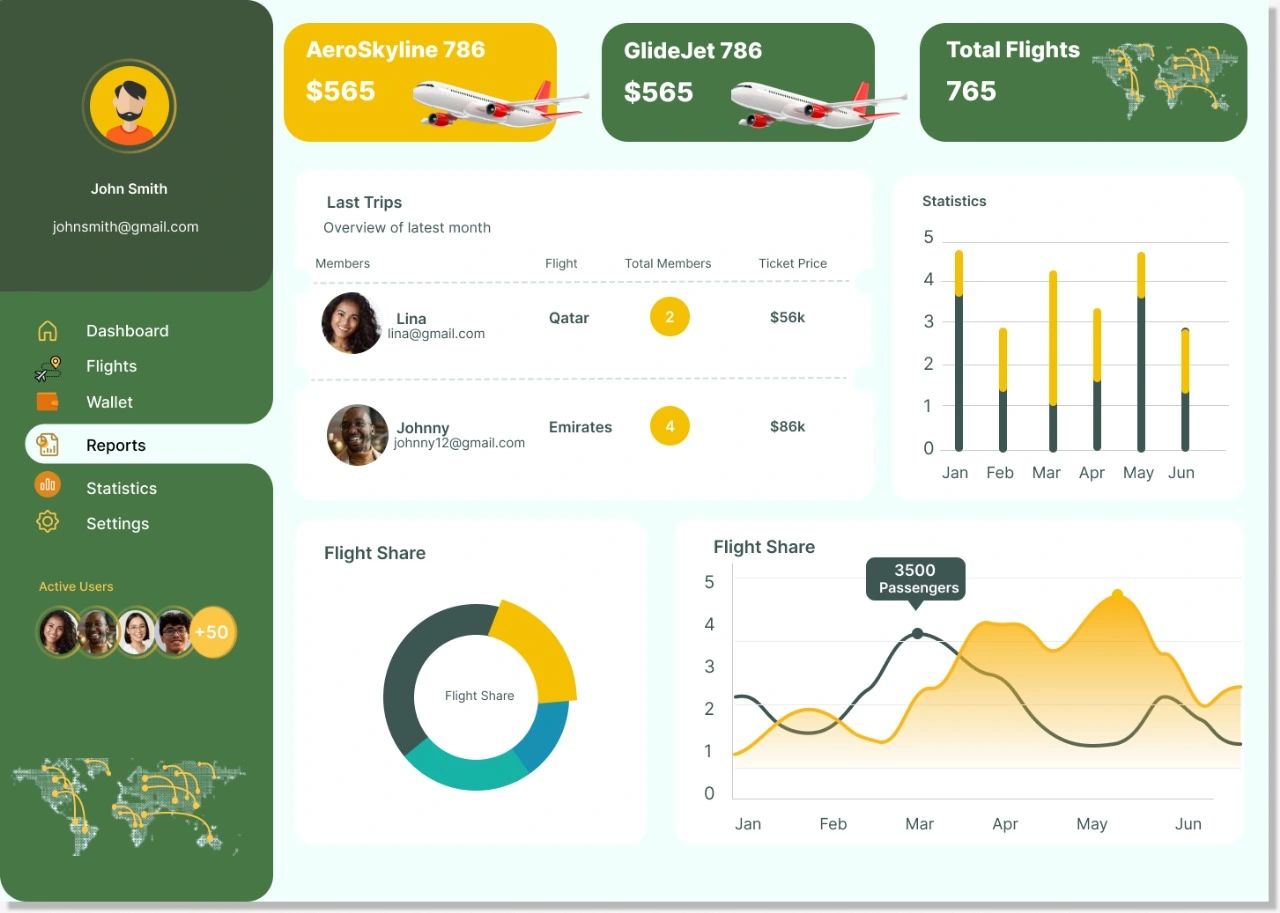 John Smith
johnsmith@gmail.com
Dashboard
Flights
Wallet
Reports
Statistics
Settings
Active Users
+50
AeroSkyline 786
$565
GlideJet 786
$565
Total Flights
765
Last Trips
Overview of latest month
Members Flight Total Members Ticket Price
Lina Qatar 2 $56k
lina@gmail.com
Johnny Emirates 4 $86k
johnny12@gmail.com
Statistics
5
4
3
2
1
0
Jan Feb Mar Apr May Jun
Flight Share
Flight Share
Flight Share
3500
Passengers
5
4
3
2
1
0
Jan Feb Mar Apr May Jun